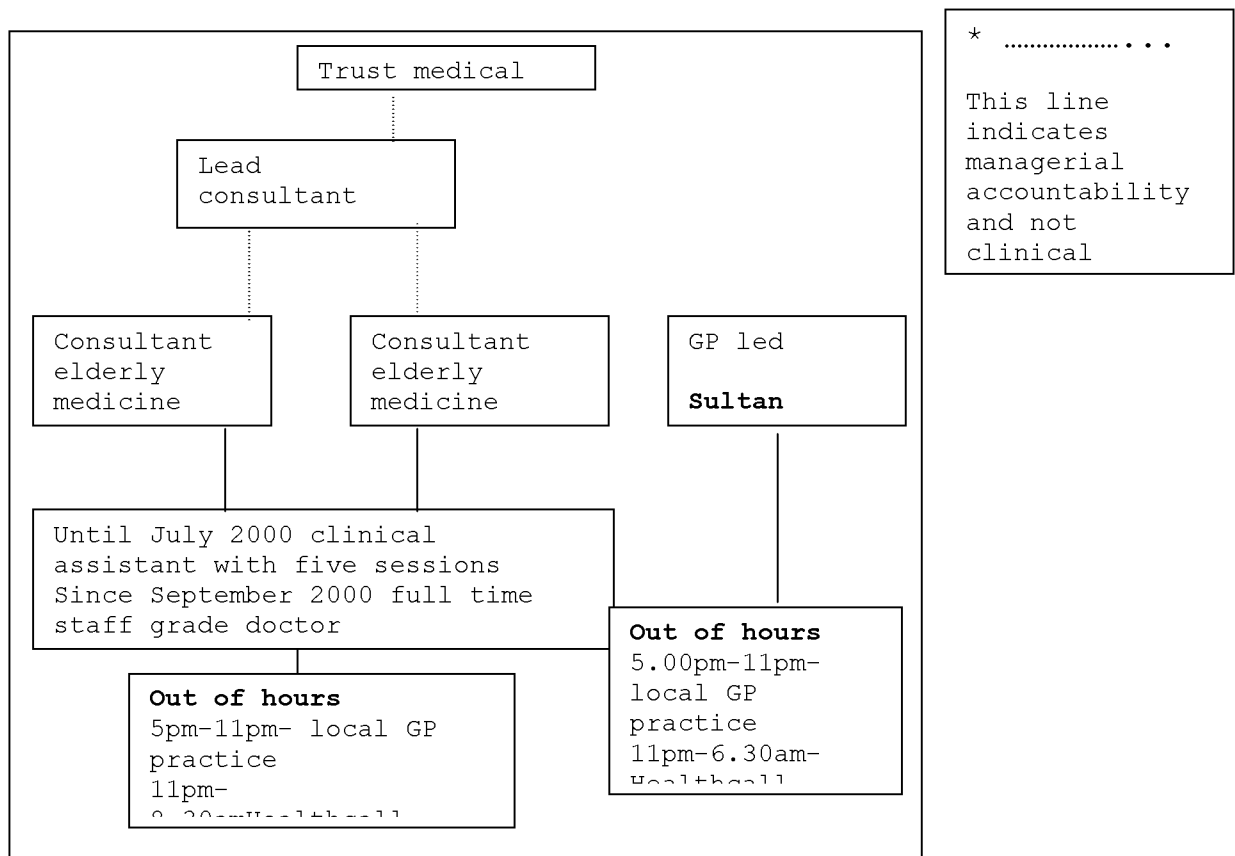 Trust medical
Lead
consultant
Consultant
elderly
medicine
Consultant
elderly
medicine
GP led
Sultan
Until July 2000 clinical
assistant with five sessions
Since September 2000 full time
staff grade doctor
Out of hours
5pm-11pm- local GP
practice
11pm-
8.30amHealthcall
Out of hours
5.00pm-11pm-
local GP
practice
11pm-6.30am-
Healthcall
* ......................
This line
indicates
managerial
accountability
and not
clinical